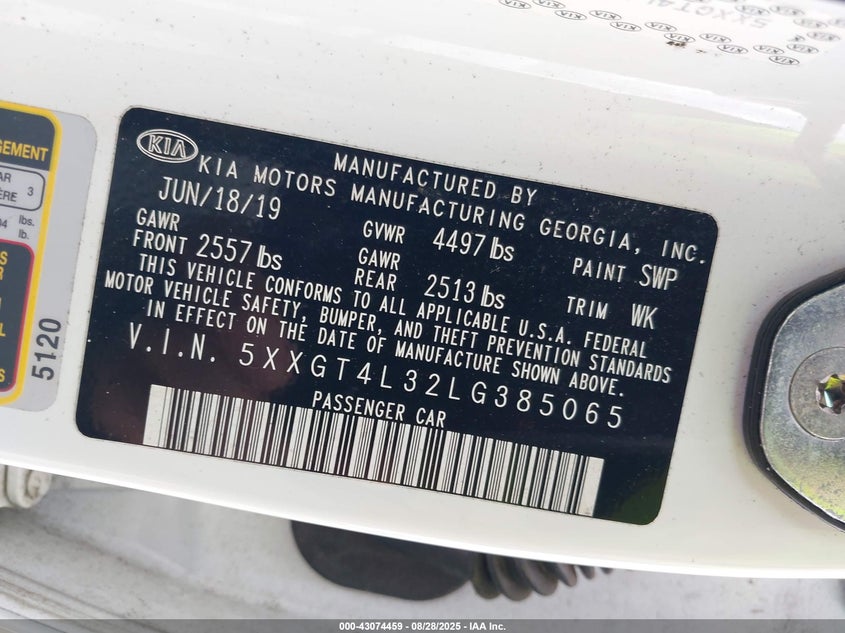 KIA
MANUFACTURED BY
KIA MOTORS MANUFACTURING GEORGIA, INC.
JUN/18/19
GAWR
FRONT 2557 lbs
GVWR 4497 lbs
GAWR
REAR 2513 lbs
PAINT SWP
TRIM WK
THIS VEHICLE CONFORMS TO ALL APPLICABLE U.S.A. FEDERAL
MOTOR VEHICLE SAFETY, BUMPER, AND THEFT PREVENTION STANDARDS
IN EFFECT ON THE DATE OF MANUFACTURE SHOWN ABOVE.
V.I.N. 5XXGT4L32LG385065
PASSENGER CAR
3
lbs.
lb.
5120
000-43074459 | 08/28/2025 - IAA Inc.